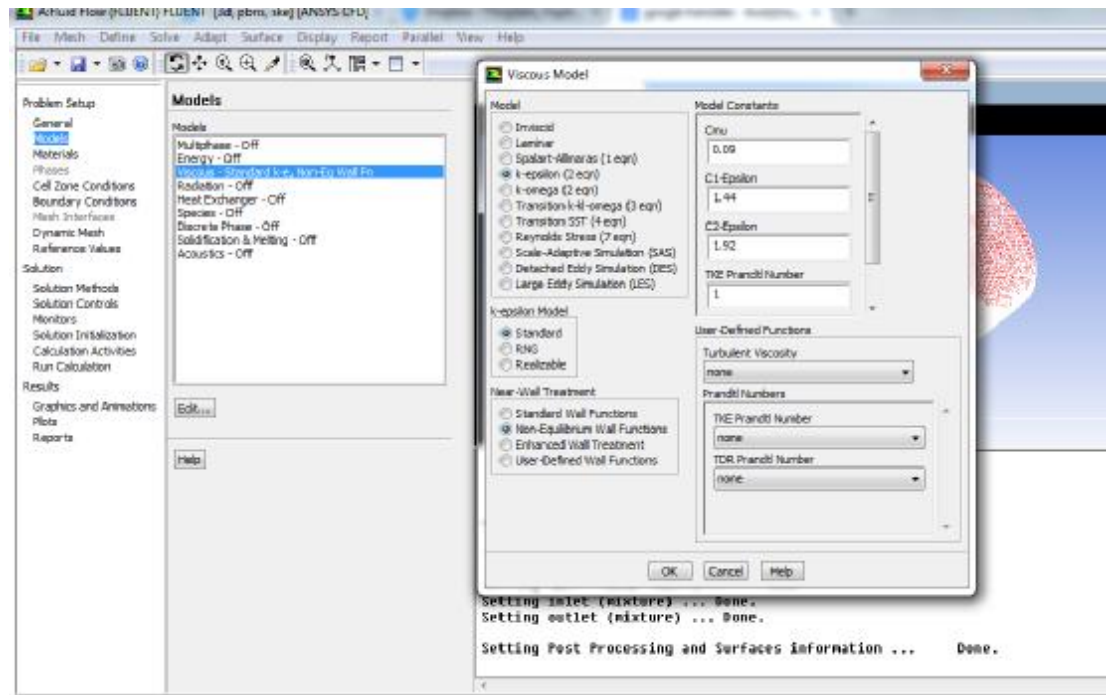 A:Fluid Flow (FLUENT) FLUENT [3d, pbns, ske] [ANSYS CFD]
File Mesh Define Solve Adapt Surface Display Report Parallel View Help
Problem Setup
General
Models
Materials
Phases
Cell Zone Conditions
Boundary Conditions
Mesh Interfaces
Dynamic Mesh
Reference Values
Solution
Solution Methods
Solution Controls
Monitors
Solution Initialization
Calculation Activities
Run Calculation
Results
Graphics and Animations
Plots
Reports
Models
Models
Multiphase - Off
Energy - Off
Viscous - Standard k-e, Non-Eq Wall Fn
Radiation - Off
Heat Exchanger - Off
Species - Off
Discrete Phase - Off
Solidification & Melting - Off
Acoustics - Off
Edit...
Help
Viscous Model
Model
Inviscid
Laminar
Spalart-Allmaras (1 eqn)
k-epsilon (2 eqn)
k-omega (2 eqn)
Transition k-kl-omega (3 eqn)
Transition SST (4 eqn)
Reynolds Stress (7 eqn)
Scale-Adaptive Simulation (SAS)
Detached Eddy Simulation (DES)
Large Eddy Simulation (LES)
k-epsilon Model
Standard
RNG
Realizable
Near-Wall Treatment
Standard Wall Functions
Non-Equilibrium Wall Functions
Enhanced Wall Treatment
User-Defined Wall Functions
Model Constants
Cmu
0.09
C1-Epsilon
1.44
C2-Epsilon
1.92
TKE Prandtl Number
1
User-Defined Functions
Turbulent Viscosity
none
Prandtl Numbers
TKE Prandtl Number
none
TDR Prandtl Number
none
OK Cancel Help
Setting inlet (mixture) ... Done.
Setting outlet (mixture) ... Done.
Setting Post Processing and Surfaces information ... Done.